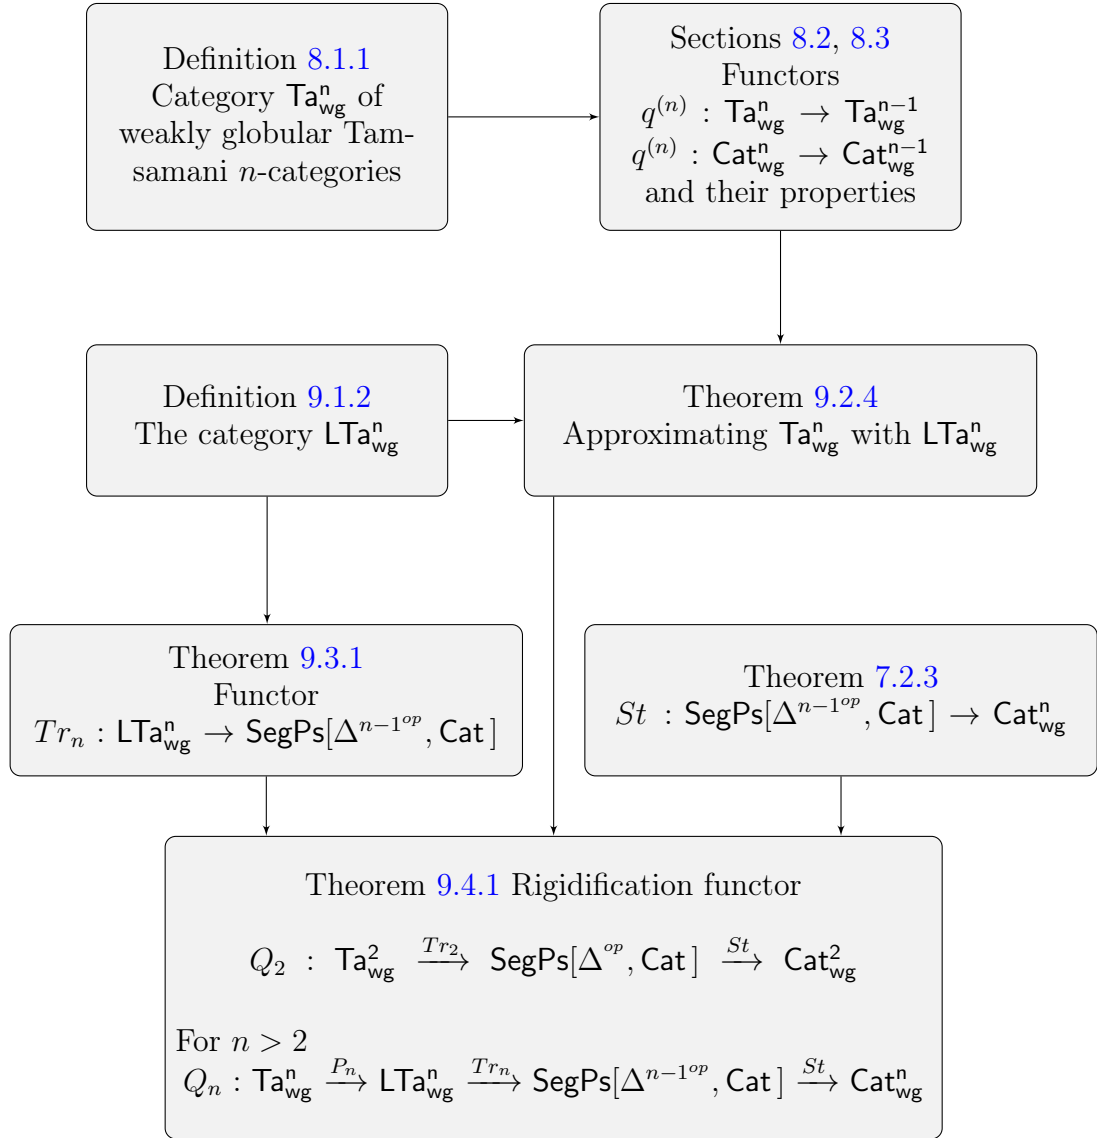 Definition 8.1.1
Category Ta^n_wg of
weakly globular Tam-
samani n-categories
Sections 8.2, 8.3
Functors
q^(n) : Ta^n_wg → Ta^{n−1}_wg
q^(n) : Cat^n_wg → Cat^{n−1}_wg
and their properties
Definition 9.1.2
The category LTa^n_wg
Theorem 9.2.4
Approximating Ta^n_wg with LTa^n_wg
Theorem 9.3.1
Functor
Tr_n : LTa^n_wg → SegPs[Δ^{n−1^{op}}, Cat ]
Theorem 7.2.3
St : SegPs[Δ^{n−1^{op}}, Cat ] → Cat^n_wg
Theorem 9.4.1 Rigidification functor
Q_2 : Ta^2_wg —Tr_2→ SegPs[Δ^{op}, Cat ] —St→ Cat^2_wg
For n > 2
Q_n : Ta^n_wg —P_n→ LTa^n_wg —Tr_n→ SegPs[Δ^{n−1^{op}}, Cat ] —St→ Cat^n_wg